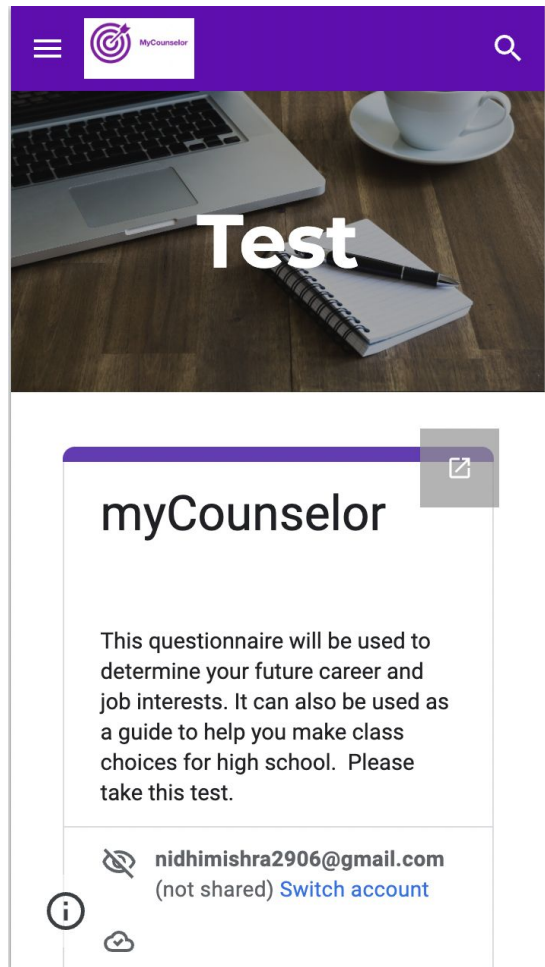 MyCounselor
Test
myCounselor
This questionnaire will be used to
determine your future career and
job interests. It can also be used as
a guide to help you make class
choices for high school.  Please
take this test.
nidhimishra2906@gmail.com
(not shared) Switch account